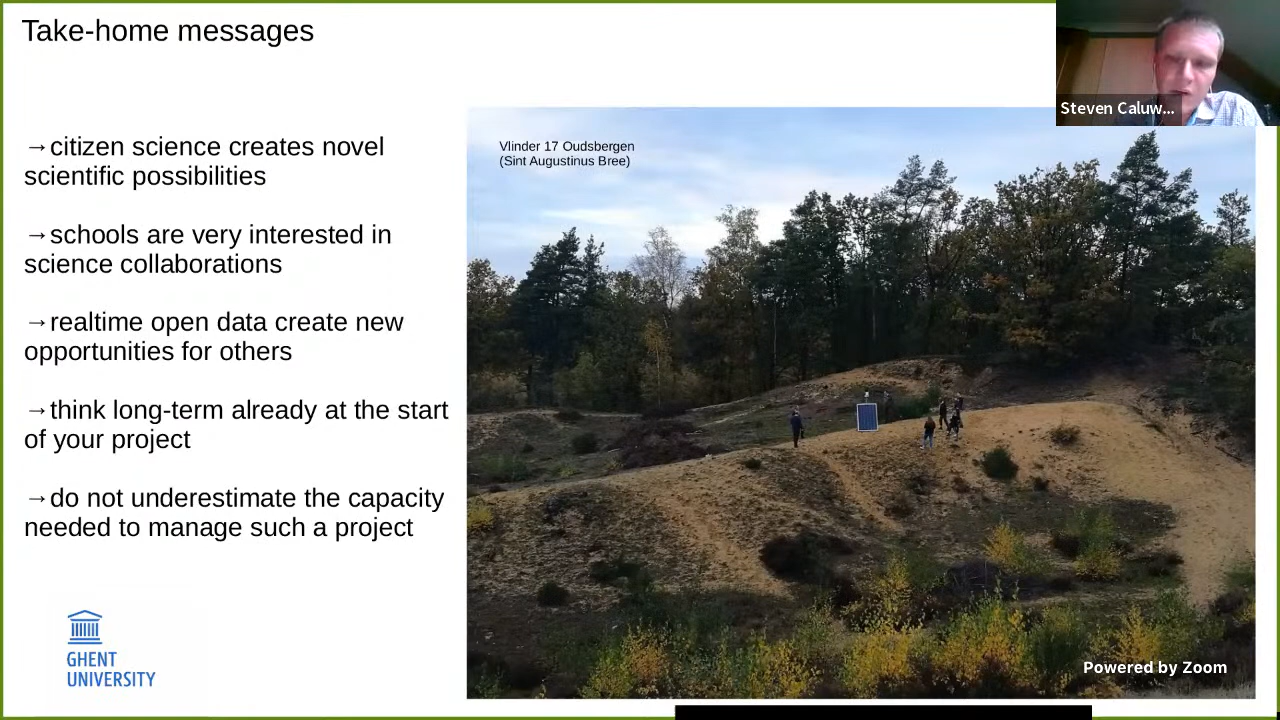 Take-home messages
Steven Caluw...
→citizen science creates novel
scientific possibilities
→schools are very interested in
science collaborations
→realtime open data create new
opportunities for others
→think long-term already at the start
of your project
→do not underestimate the capacity
needed to manage such a project
Vlinder 17 Oudsbergen
(Sint Augustinus Bree)
GHENT
UNIVERSITY
Powered by Zoom